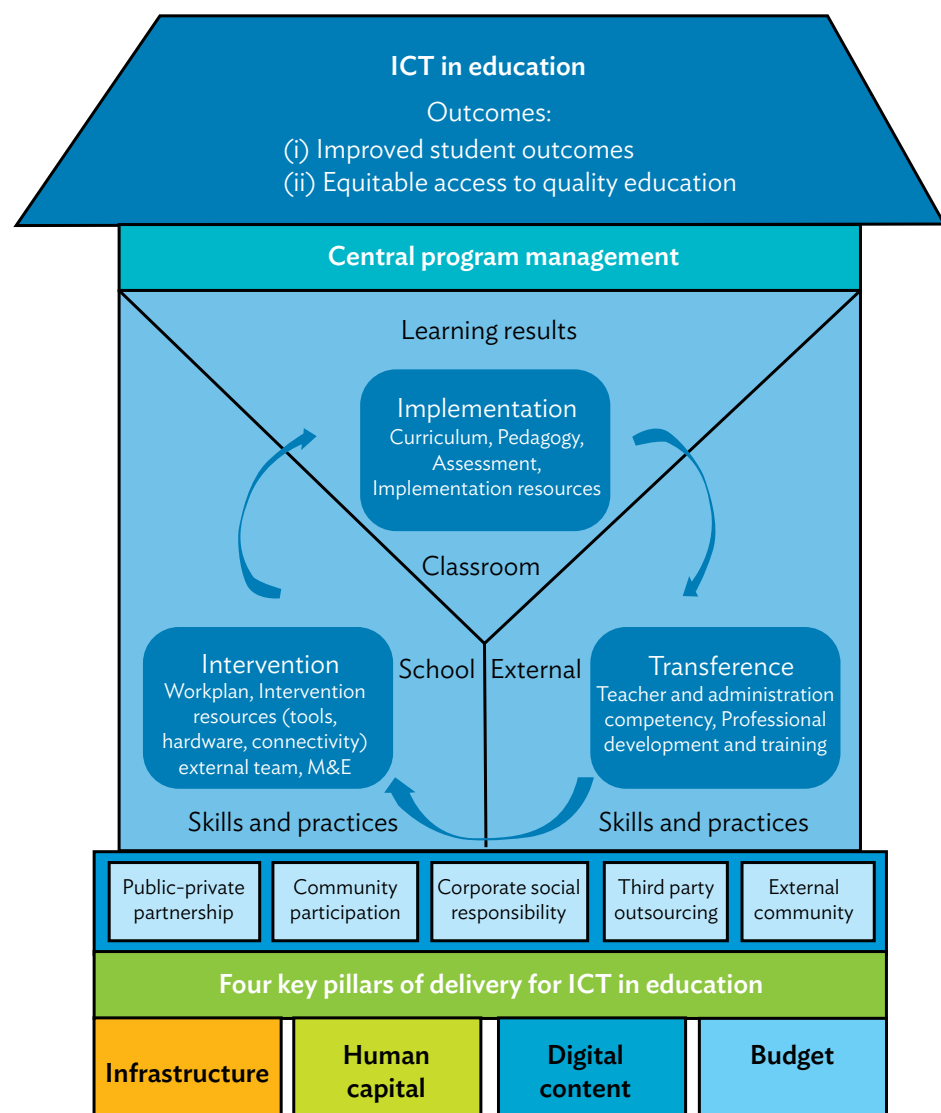 ICT in education
Outcomes:
(i) Improved student outcomes
(ii) Equitable access to quality education
Central program management
Learning results
Implementation
Curriculum, Pedagogy,
Assessment,
Implementation resources
Classroom
Intervention
Workplan, Intervention
resources (tools,
hardware, connectivity)
external team, M&E
School
External
Transference
Teacher and administration
competency, Professional
development and training
Skills and practices
Skills and practices
Public–private
partnership
Community
participation
Corporate social
responsibility
Third party
outsourcing
External
community
Four key pillars of delivery for ICT in education
Infrastructure
Human
capital
Digital
content
Budget